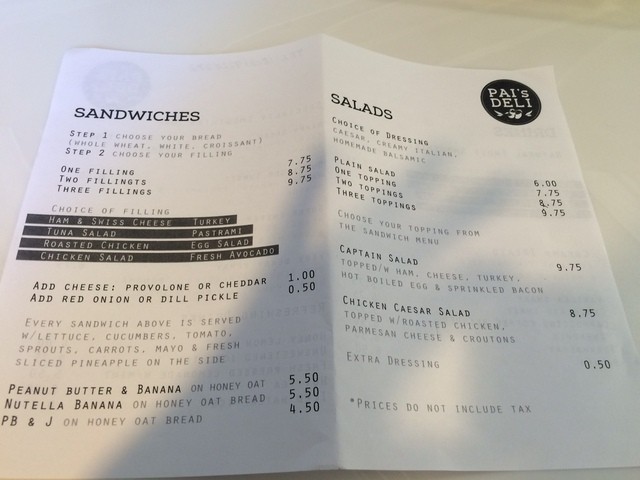 SANDWICHES
STEP 1 CHOOSE YOUR BREAD
(WHOLE WHEAT, WHITE, CROISSANT)
STEP 2 CHOOSE YOUR FILLING
ONE FILLING 7.75
TWO FILLINGTS 8.75
THREE FILLINGS 9.75
CHOICE OF FILLING
HAM & SWISS CHEESE TURKEY
TUNA SALAD PASTRAMI
ROASTED CHICKEN EGG SALAD
CHICKEN SALAD FRESH AVOCADO
ADD CHEESE: PROVOLONE OR CHEDDAR 1.00
ADD RED ONION OR DILL PICKLE 0.50
EVERY SANDWICH ABOVE IS SERVED
W/LETTUCE, CUCUMBERS, TOMATO,
SPROUTS, CARROTS, MAYO & FRESH
SLICED PINEAPPLE ON THE SIDE
PEANUT BUTTER & BANANA ON HONEY OAT 5.50
NUTELLA BANANA ON HONEY OAT BREAD 5.50
PB & J ON HONEY OAT BREAD 4.50
PAI'S
DELI
SALADS
CHOICE OF DRESSING
CAESAR, CREAMY ITALIAN,
HOMEMADE BALSAMIC
PLAIN SALAD 6.00
ONE TOPPING 7.75
TWO TOPPINGS 8.75
THREE TOPPINGS 9.75
CHOOSE YOUR TOPPING FROM
THE SANDWICH MENU
CAPTAIN SALAD 9.75
TOPPED/W HAM, CHEESE, TURKEY,
HOT BOILED EGG & SPRINKLED BACON
CHICKEN CAESAR SALAD 8.75
TOPPED W/ROASTED CHICKEN,
PARMESAN CHEESE & CROUTONS
EXTRA DRESSING 0.50
*PRICES DO NOT INCLUDE TAX